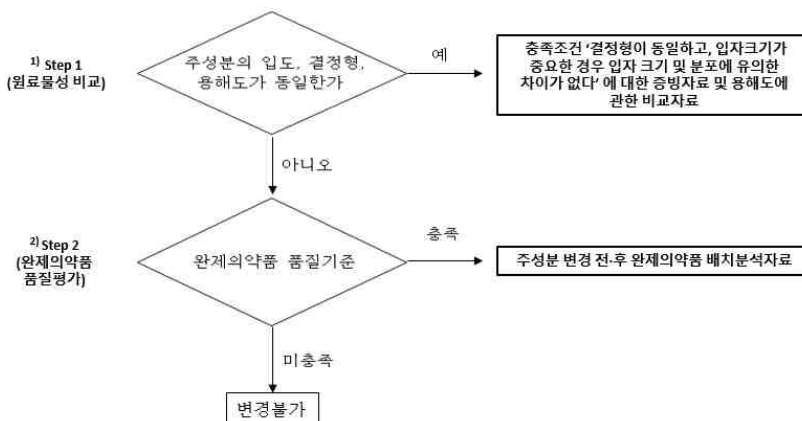 1) Step 1
(원료물성 비교)
주성분의 입도, 결정형,
용해도가 동일한가
예
충족조건 ‘결정형이 동일하고, 입자크기가
중요한 경우 입자 크기 및 분포에 유의한
차이가 없다’ 에 대한 증빙자료 및 용해도에
관한 비교자료
아니오
2) Step 2
(완제의약품
품질평가)
완제의약품 품질기준
충족
주성분 변경 전·후 완제의약품 배치분석자료
미충족
변경불가